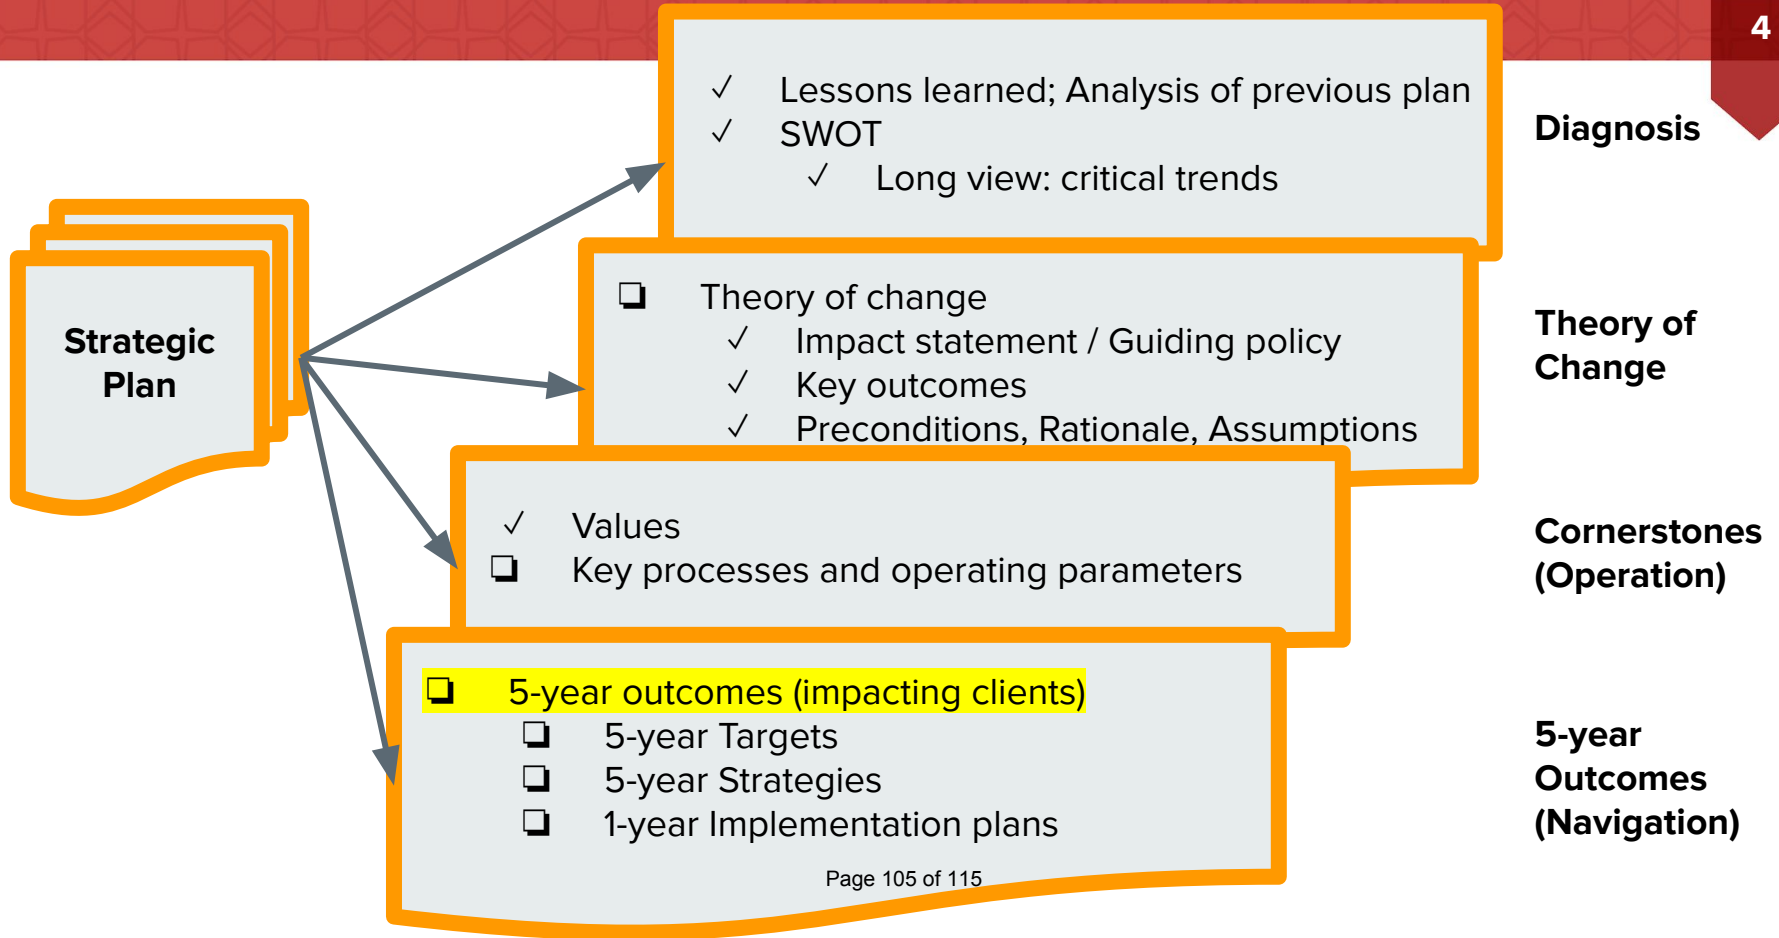 4
✓ Lessons learned; Analysis of previous plan
✓ SWOT
✓ Long view: critical trends
Diagnosis
Strategic
Plan
❏ Theory of change
✓ Impact statement / Guiding policy
✓ Key outcomes
✓ Preconditions, Rationale, Assumptions
Theory of
Change
✓ Values
❏ Key processes and operating parameters
Cornerstones
(Operation)
❏ 5-year outcomes (impacting clients)
❏ 5-year Targets
❏ 5-year Strategies
❏ 1-year Implementation plans
5-year
Outcomes
(Navigation)
Page 105 of 115